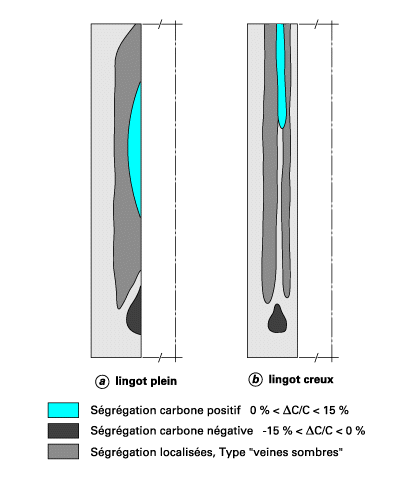 a lingot plein
b lingot creux
Ségrégation carbone positif 0 % < ΔC/C < 15 %
Ségrégation carbone négative -15 % < ΔC/C < 0 %
Ségrégation localisées, Type "veines sombres"